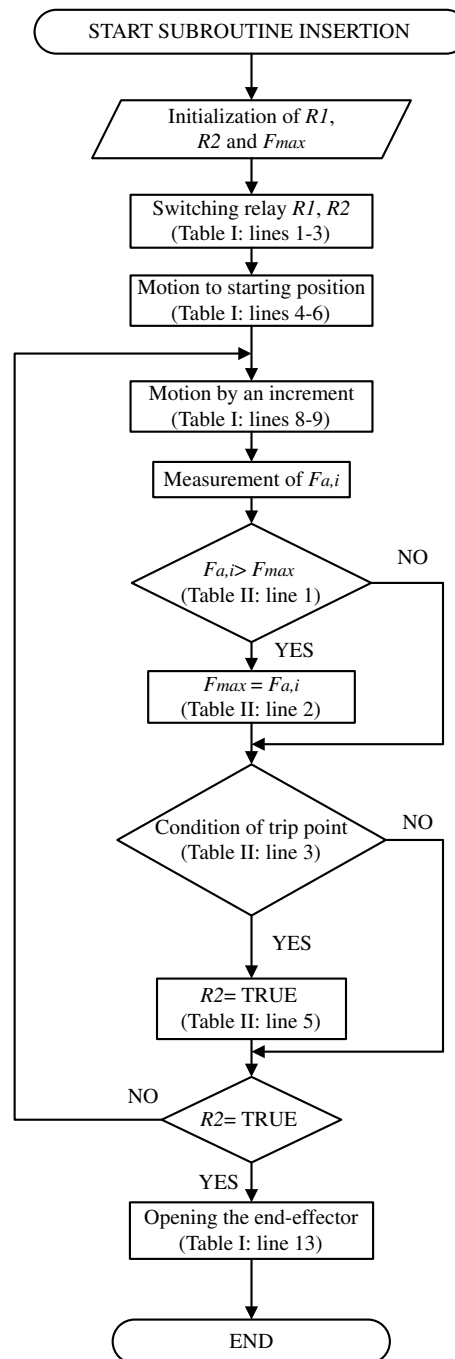 START SUBROUTINE INSERTION
Initialization of R1,
R2 and Fmax
Switching relay R1, R2
(Table I: lines 1-3)
Motion to starting position
(Table I: lines 4-6)
Motion by an increment
(Table I: lines 8-9)
Measurement of Fa,i
Fa,i> Fmax
(Table II: line 1)
NO
YES
Fmax = Fa,i
(Table II: line 2)
Condition of trip point
(Table II: line 3)
NO
YES
R2= TRUE
(Table II: line 5)
NO
R2= TRUE
YES
Opening the end-effector
(Table I: line 13)
END